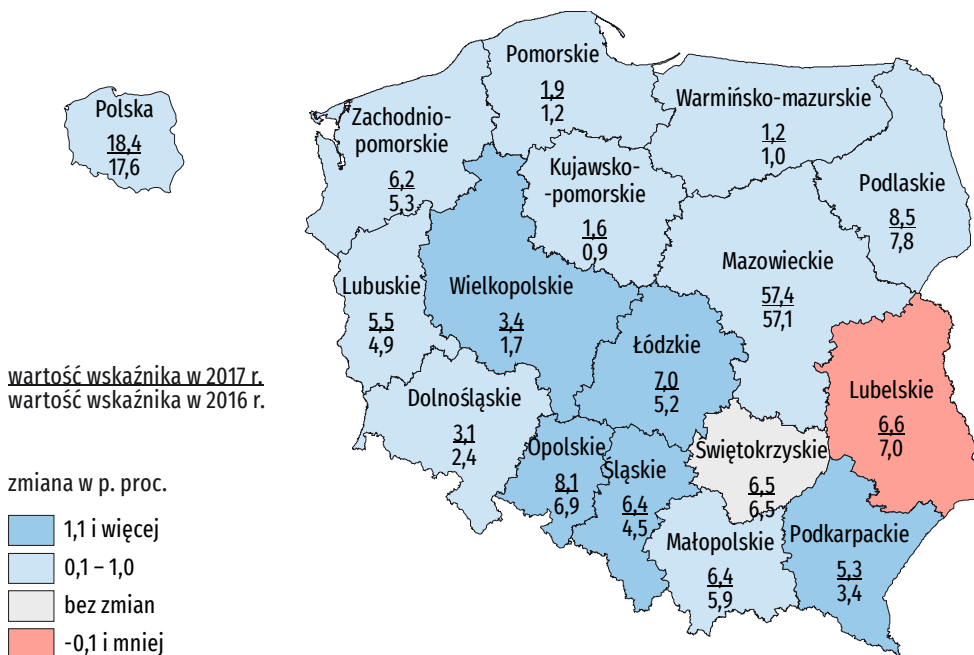 Polska
18,4
17,6
Pomorskie
1,9
1,2
Warmińsko-mazurskie
1,2
1,0
Zachodnio-
pomorskie
6,2
5,3
Kujawsko-
-pomorskie
1,6
0,9
Podlaskie
8,5
7,8
Mazowieckie
57,4
57,1
Lubuskie
5,5
4,9
Wielkopolskie
3,4
1,7
Łódzkie
7,0
5,2
Lubelskie
6,6
7,0
Dolnośląskie
3,1
2,4
Opolskie
8,1
6,9
Śląskie
6,4
4,5
Świętokrzyskie
6,5
6,5
Małopolskie
6,4
5,9
Podkarpackie
5,3
3,4
wartość wskaźnika w 2017 r.
wartość wskaźnika w 2016 r.
zmiana w p. proc.
1,1 i więcej
0,1 – 1,0
bez zmian
-0,1 i mniej